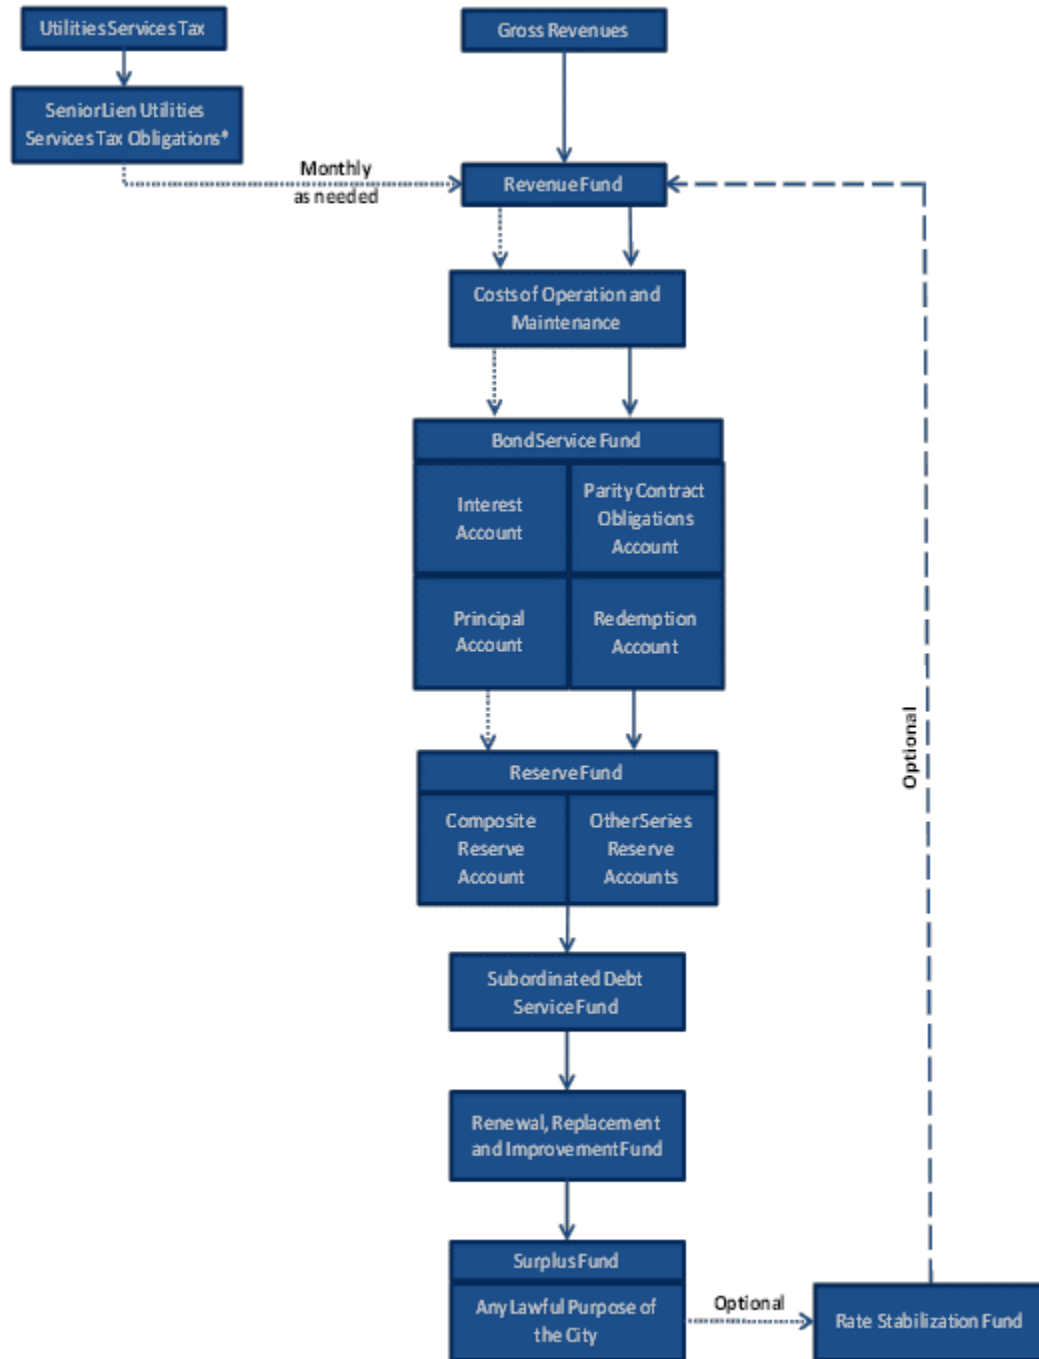 Utilities Services Tax
Gross Revenues
Senior Lien Utilities
Services Tax Obligations*
Monthly
as needed
Revenue Fund
Costs of Operation and
Maintenance
Bond Service Fund
Interest
Account
Parity Contract
Obligations
Account
Principal
Account
Redemption
Account
Reserve Fund
Composite
Reserve
Account
Other Series
Reserve
Accounts
Optional
Subordinated Debt
Service Fund
Renewal, Replacement
and Improvement Fund
Surplus Fund
Any Lawful Purpose of
the City
Optional
Rate Stabilization Fund